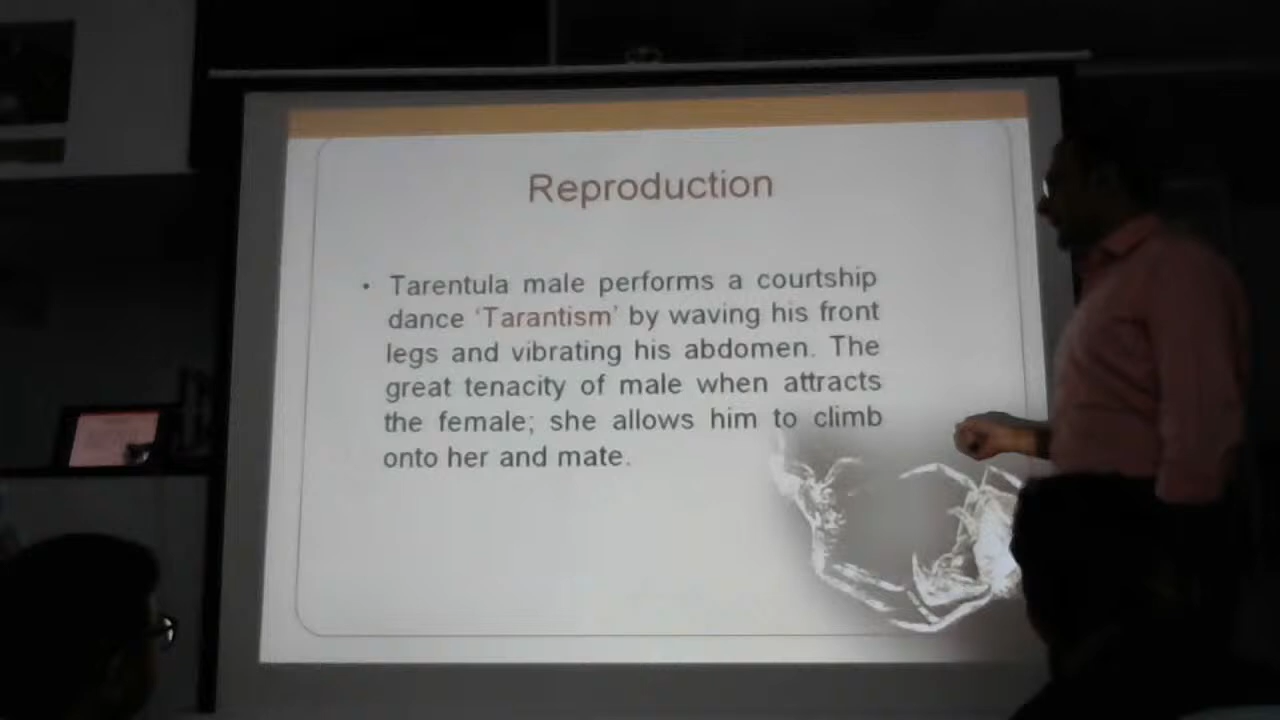 Reproduction
• Tarentula male performs a courtship
dance ‘Tarantism’ by waving his front
legs and vibrating his abdomen. The
great tenacity of male when attracts
the female; she allows him to climb
onto her and mate.